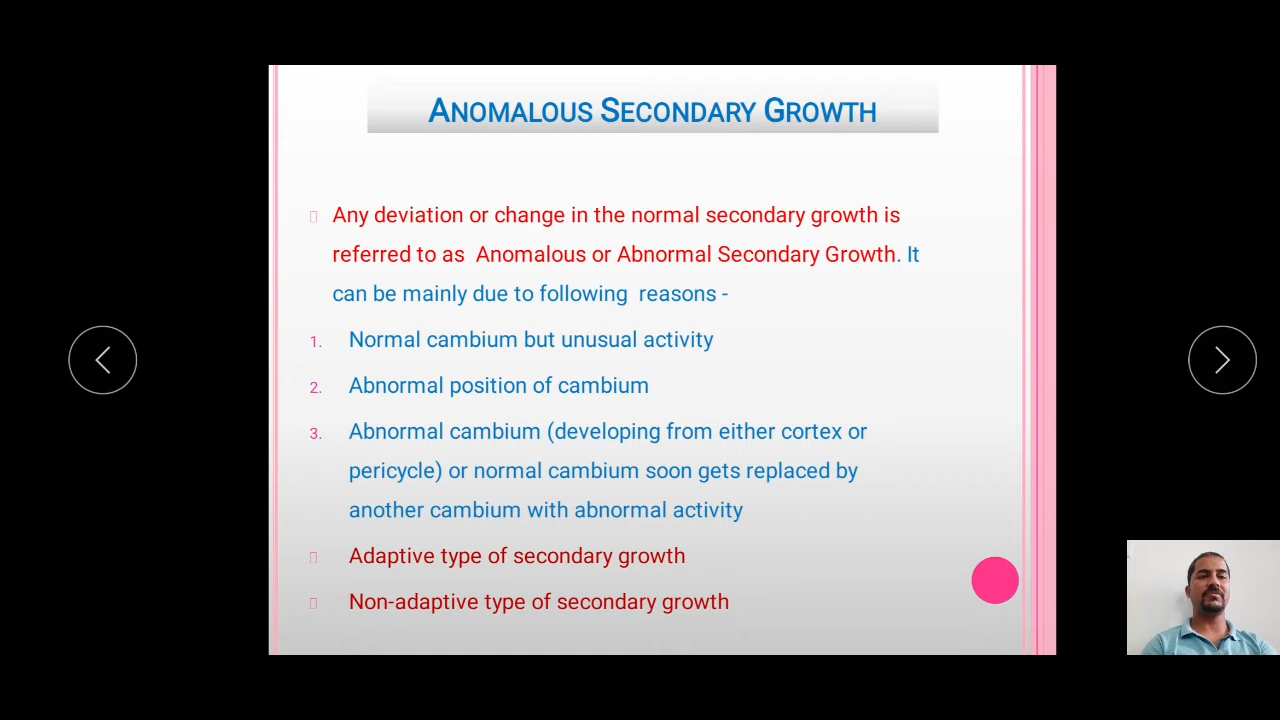 ANOMALOUS SECONDARY GROWTH
Any deviation or change in the normal secondary growth is
referred to as Anomalous or Abnormal Secondary Growth. It
can be mainly due to following reasons -
1. Normal cambium but unusual activity
2. Abnormal position of cambium
3. Abnormal cambium (developing from either cortex or
pericycle) or normal cambium soon gets replaced by
another cambium with abnormal activity
Adaptive type of secondary growth
Non-adaptive type of secondary growth